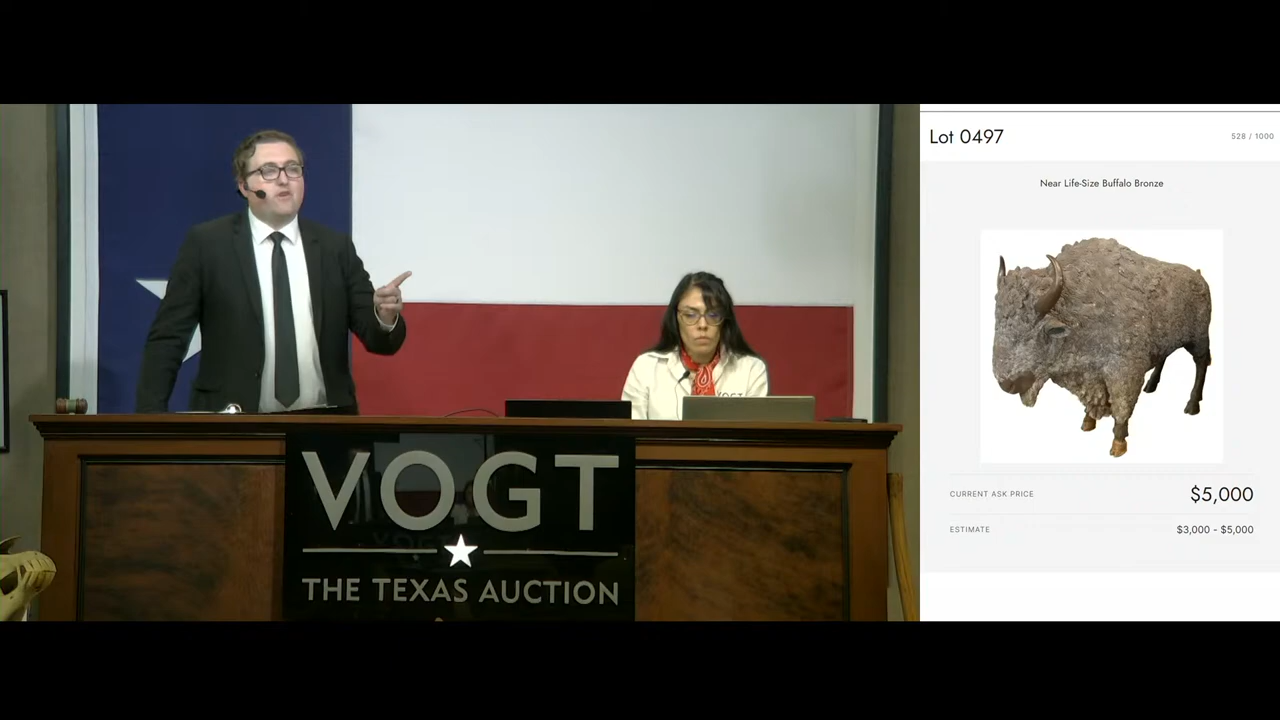 Lot 0497
528 / 1000
Near Life-Size Buffalo Bronze
CURRENT ASK PRICE
$5,000
ESTIMATE
$3,000 - $5,000
VOGT
VOGT
THE TEXAS AUCTION